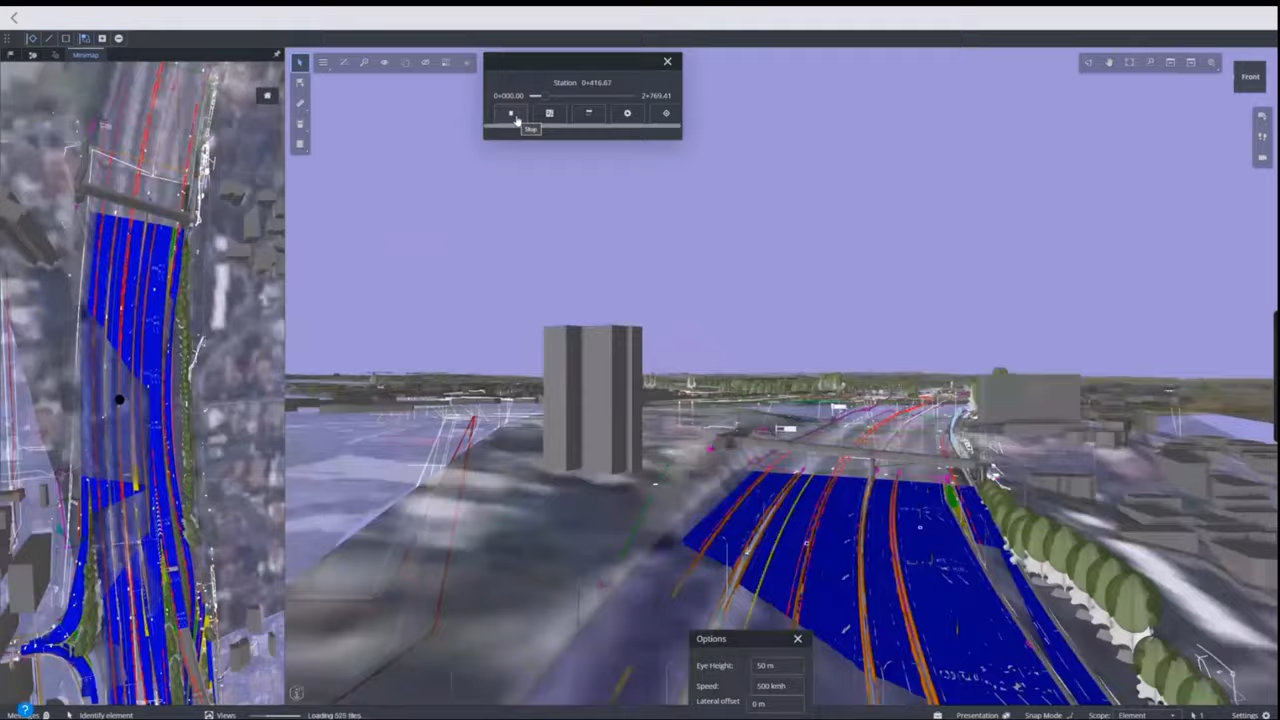 Minimap
Station 0+416.67
0+000.00
2+769.41
Stop
Front
Options
Eye Height: 50 m
Speed: 500 kmh
Lateral offset 0 m
?
Identify element
Views
Loading 525 tiles.
Presentation
Snap Mode
Scope: Element
1
Settings